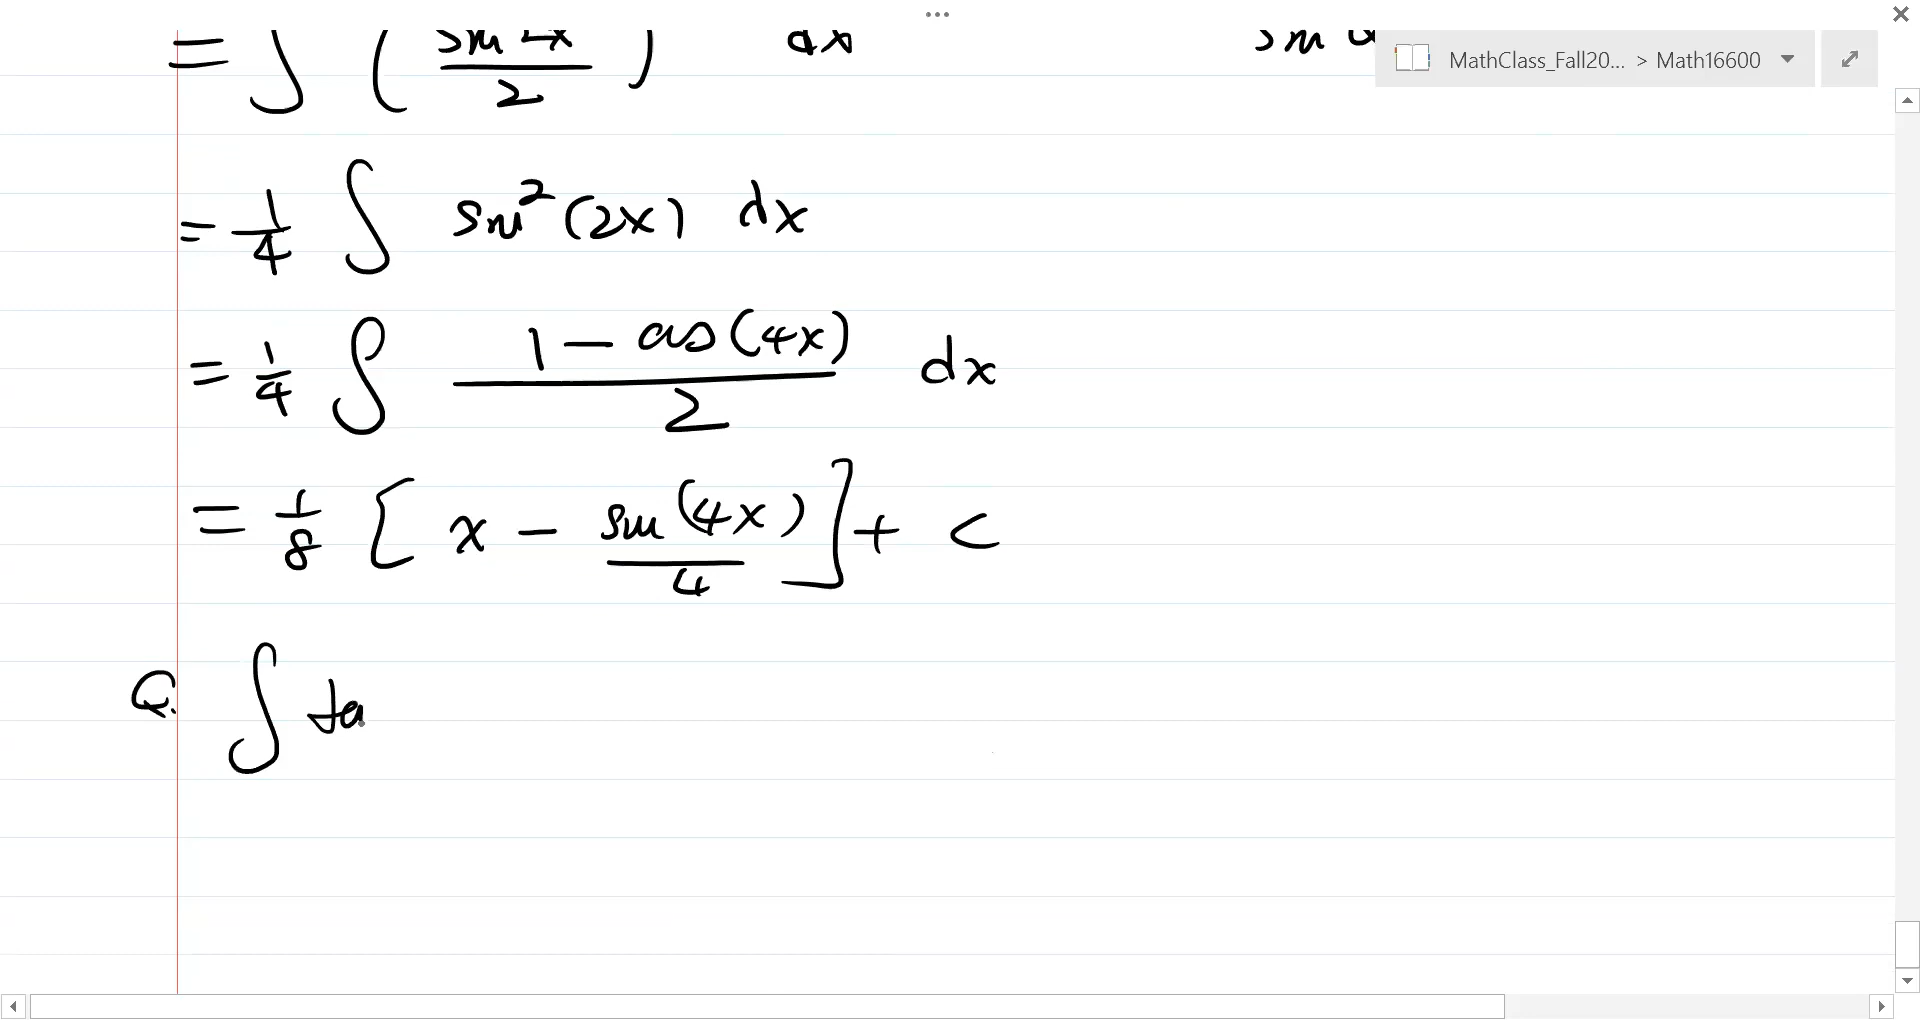 = ∫ ( sin 2x / 2 ) dx sin
MathClass_Fall20... > Math16600
= 1/4 ∫ sin² (2x) dx
= 1/4 ∫ (1 - cos(4x)) / 2 dx
= 1/8 [ x - sin(4x) / 4 ] + C
Q. ∫ ta